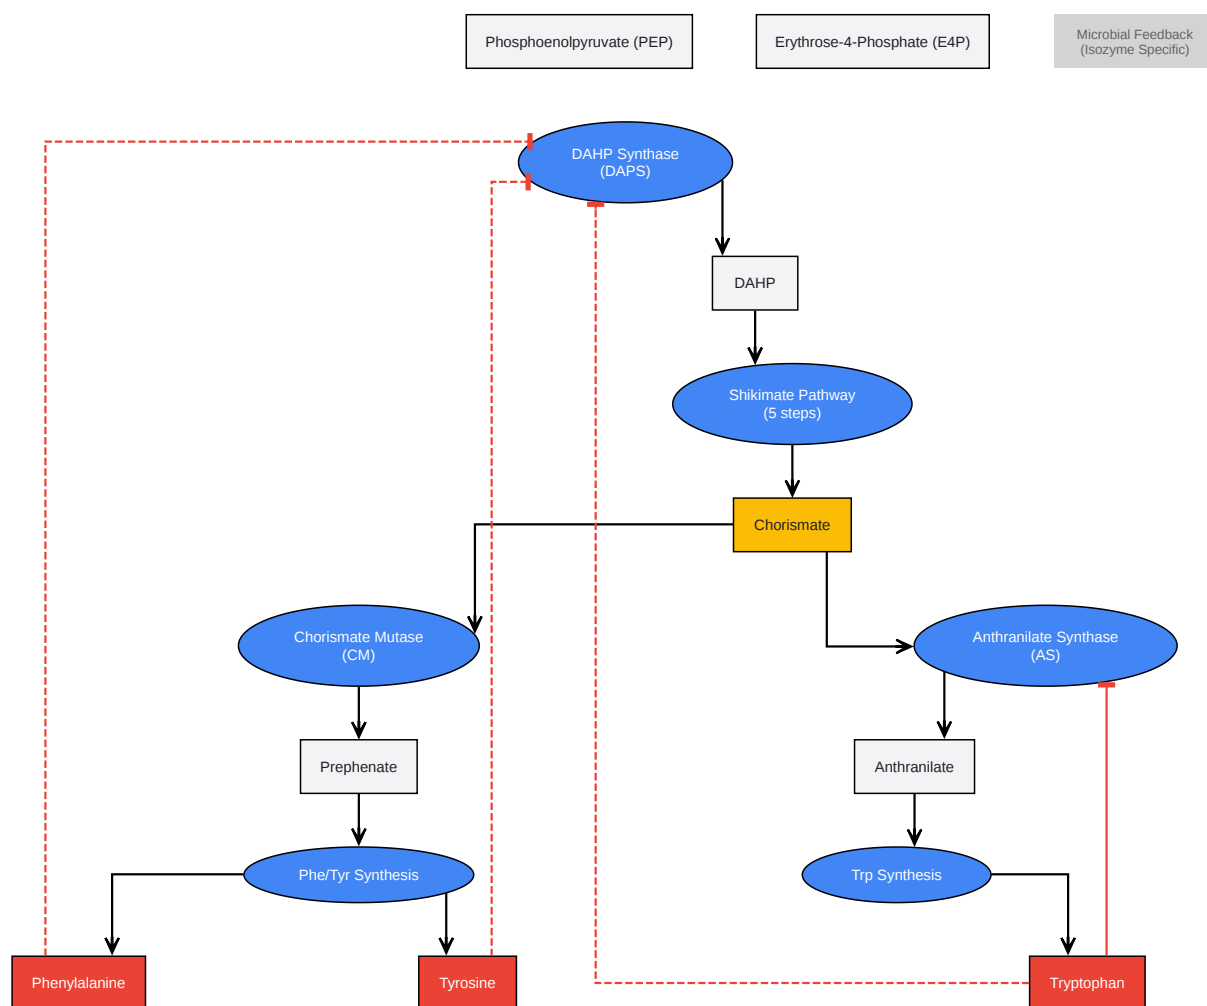 Phosphoenolpyruvate (PEP)
Erythrose-4-Phosphate (E4P)
Microbial Feedback
(Isozyme Specific)
DAHP Synthase
(DAPS)
DAHP
Shikimate Pathway
(5 steps)
Chorismate
Chorismate Mutase
(CM)
Anthranilate Synthase
(AS)
Prephenate
Anthranilate
Phe/Tyr Synthesis
Trp Synthesis
Phenylalanine
Tyrosine
Tryptophan